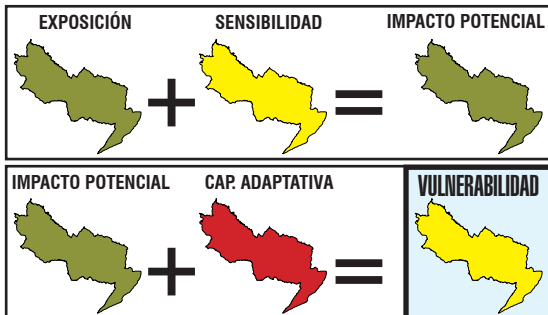 EXPOSICIÓN SENSIBILIDAD IMPACTO POTENCIAL
+ =
IMPACTO POTENCIAL CAP. ADAPTATIVA VULNERABILIDAD
+ =